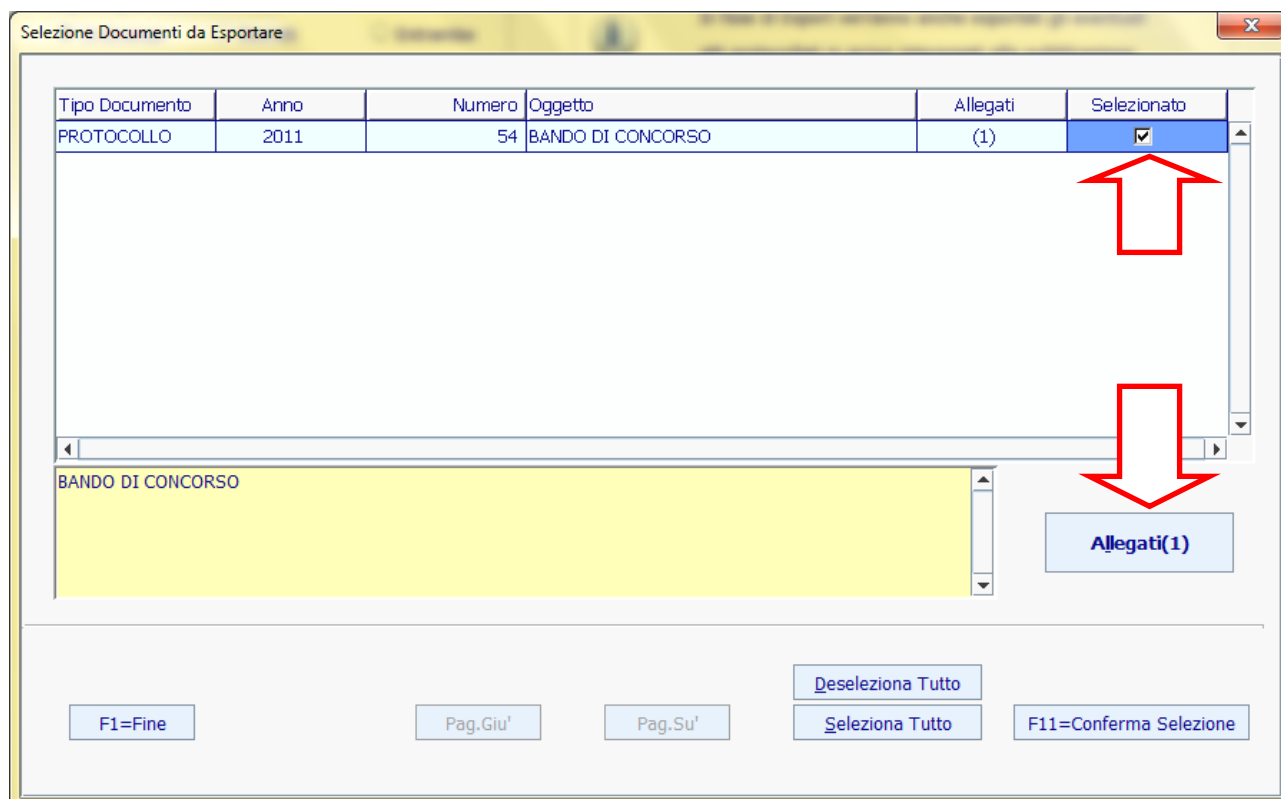 Selezione Documenti da Esportare
Tipo Documento Anno Numero Oggetto Allegati Selezionato
PROTOCOLLO 2011 54 BANDO DI CONCORSO (1)
BANDO DI CONCORSO
Allegati(1)
Deseleziona Tutto
F1=Fine Pag.Giu' Pag.Su' Seleziona Tutto F11=Conferma Selezione